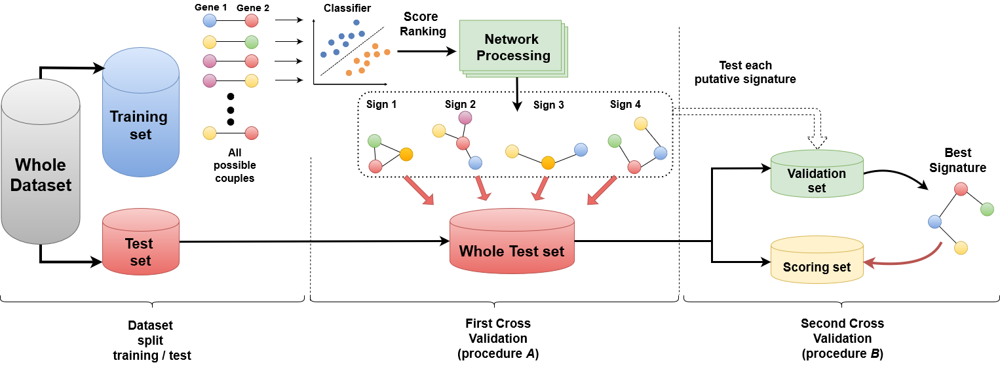 Gene 1
Gene 2
Classifier
Score
Ranking
Network
Processing
Whole
Dataset
Training
set
All
possible
couples
Sign 1
Sign 2
Sign 3
Sign 4
Test each
putative signature
Test
set
Whole Test set
Validation
set
Scoring set
Best
Signature
Dataset
split
training / test
First Cross
Validation
(procedure A)
Second Cross
Validation
(procedure B)